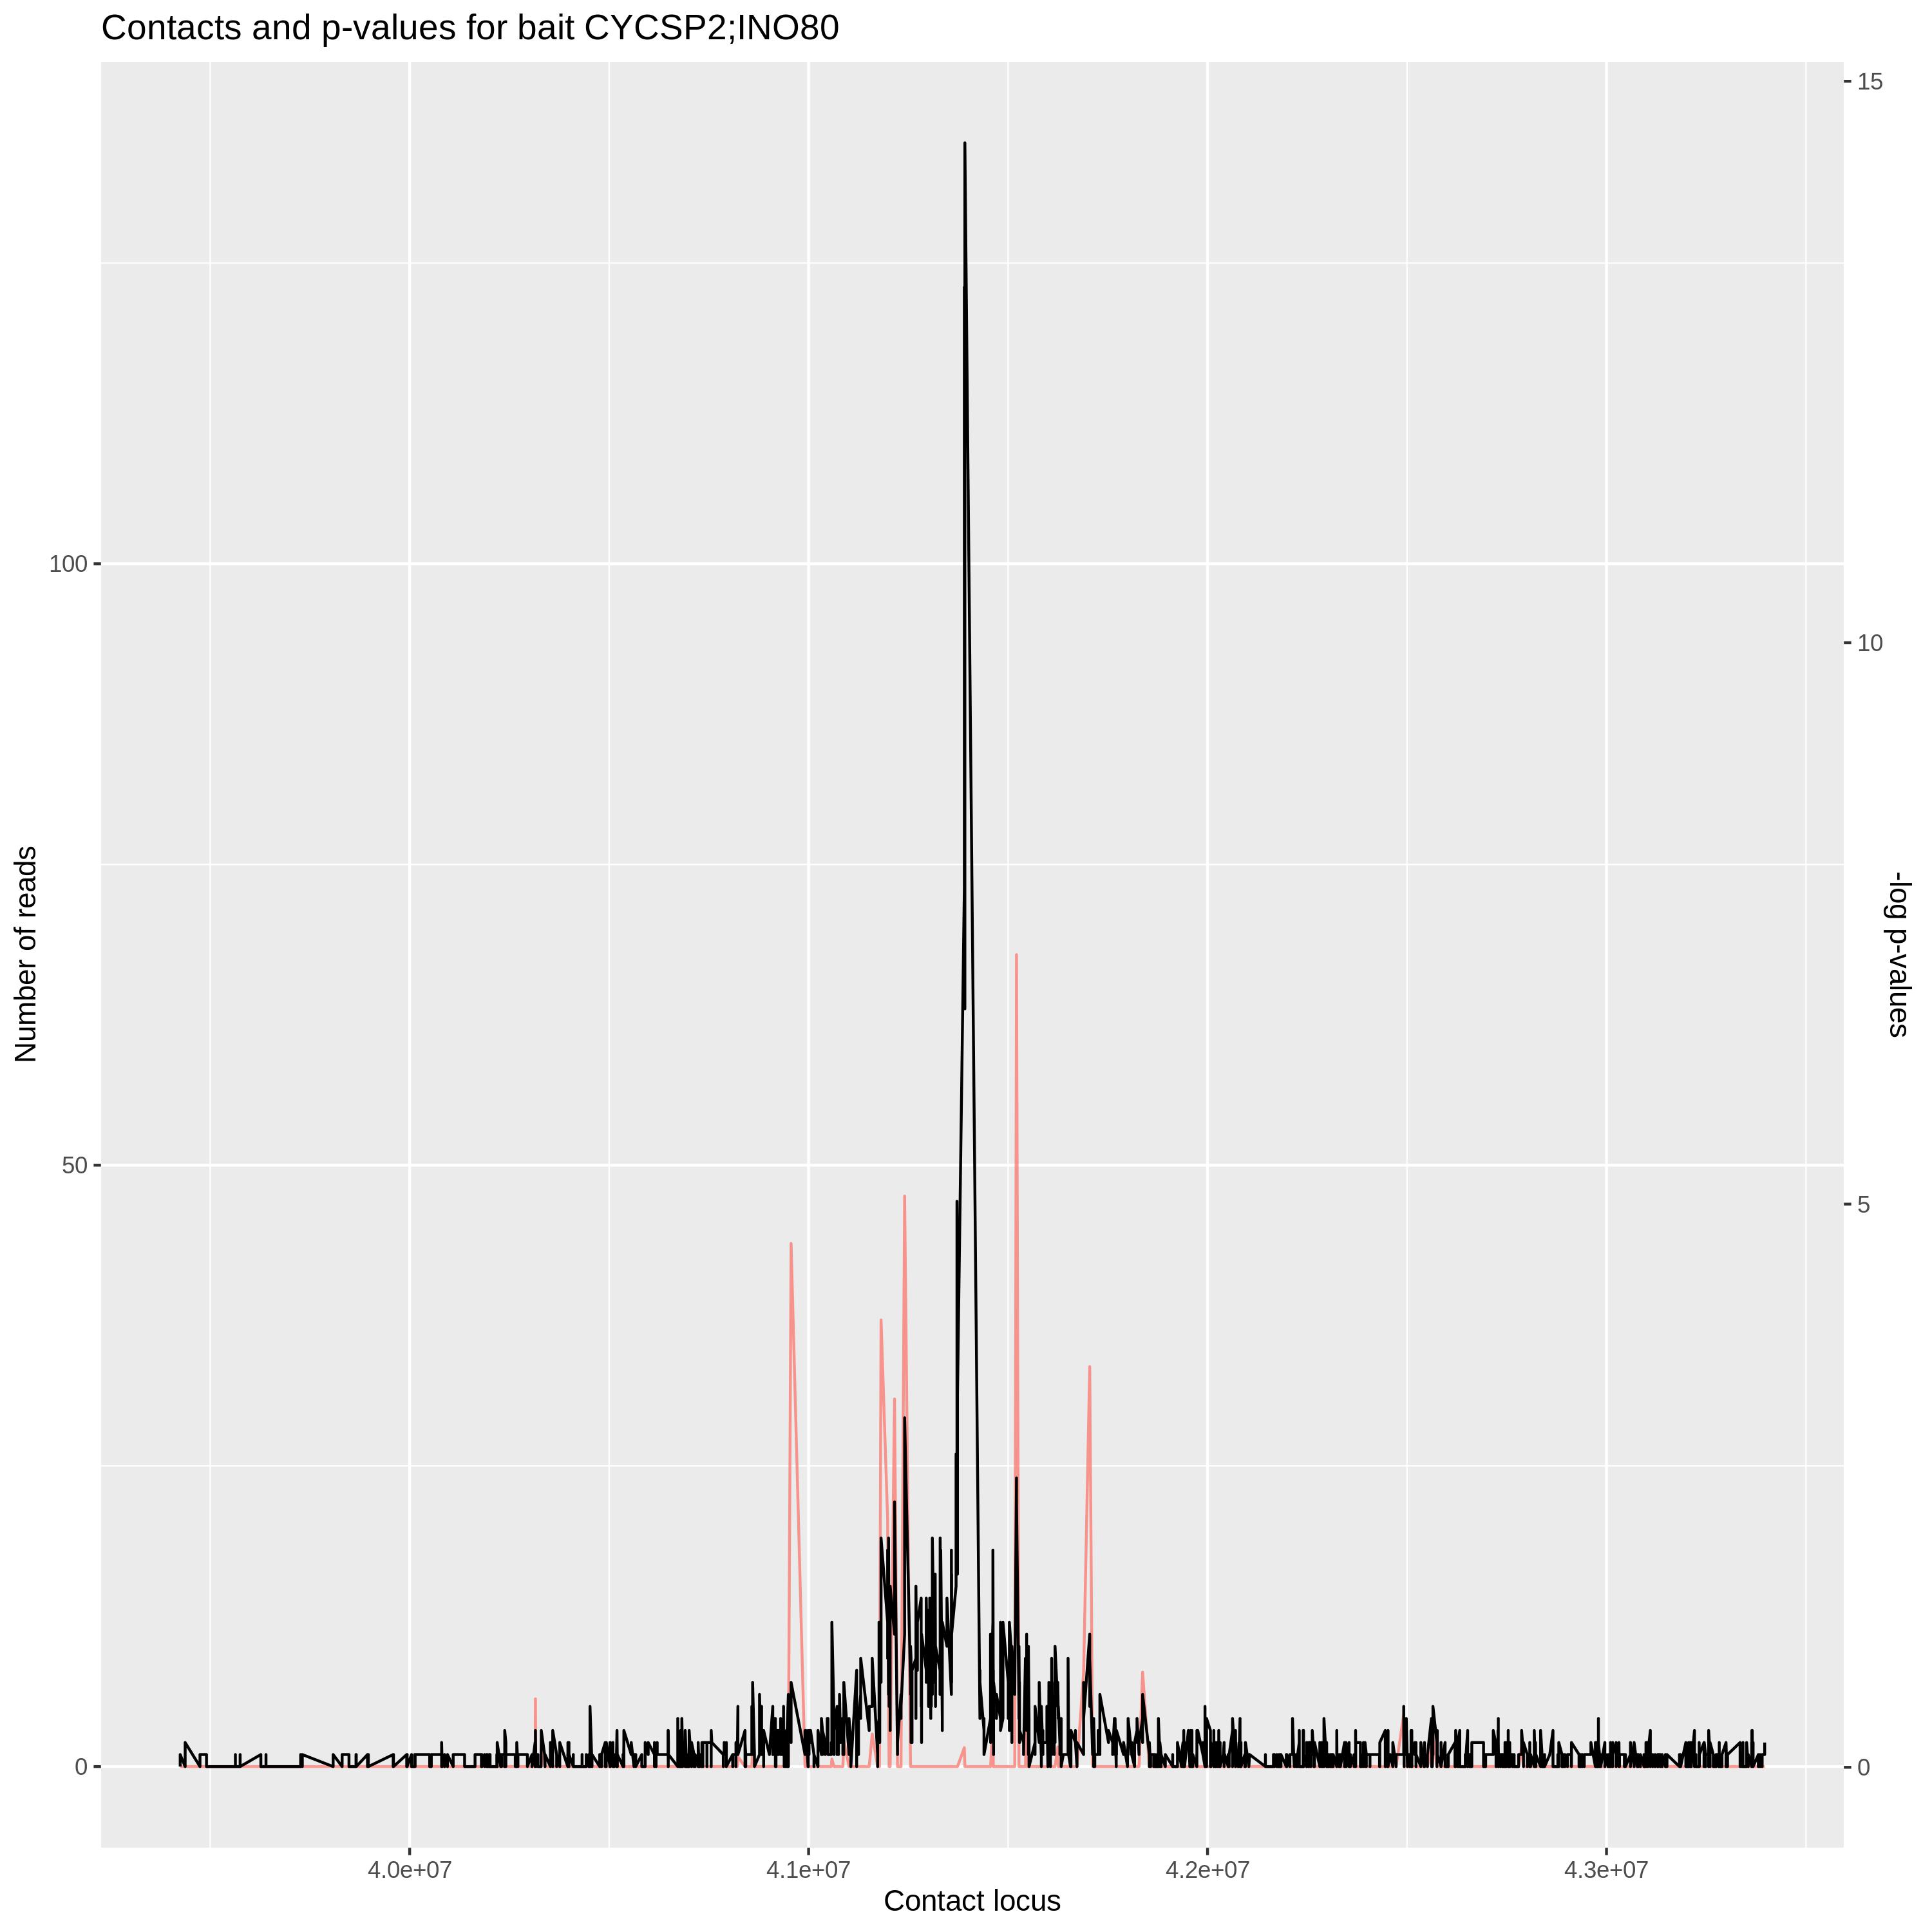 Contacts and p-values for bait CYCSP2;INO80
15
100
10
Number of reads
-log p-values
50
5
0
0
4.0e+07
4.1e+07
4.2e+07
4.3e+07
Contact locus